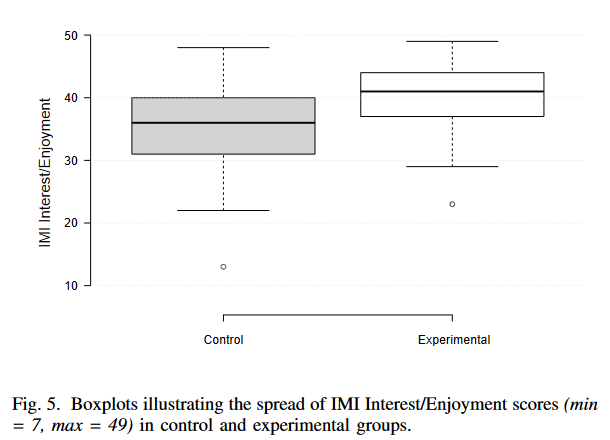 50
40
30
20
10
IMI Interest/Enjoyment
Control
Experimental
Fig. 5. Boxplots illustrating the spread of IMI Interest/Enjoyment scores (min
= 7, max = 49) in control and experimental groups.